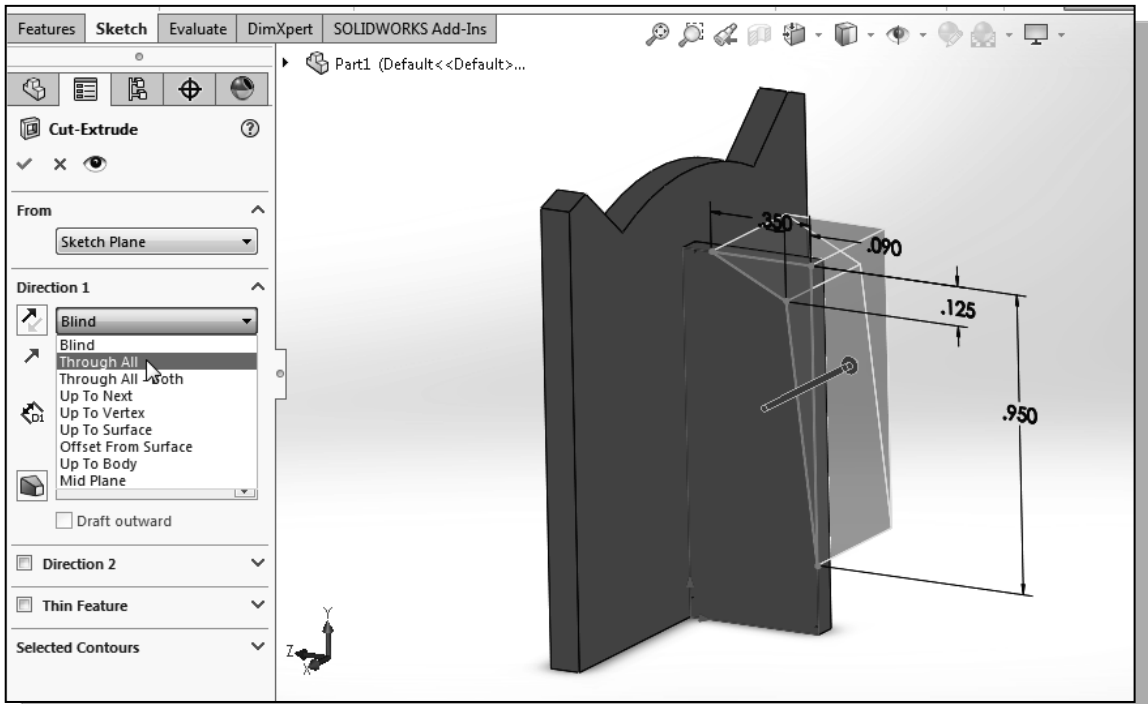 Features Sketch Evaluate DimXpert SOLIDWORKS Add-Ins
Part1 (Default<<Default>...
Cut-Extrude
From
Sketch Plane
Direction 1
Blind
Blind
Through All
Through All - Both
Up To Next
Up To Vertex
Up To Surface
Offset From Surface
Up To Body
Mid Plane
D1
Draft outward
Direction 2
Thin Feature
Selected Contours
.350
.090
.125
.950
Y
Z
X